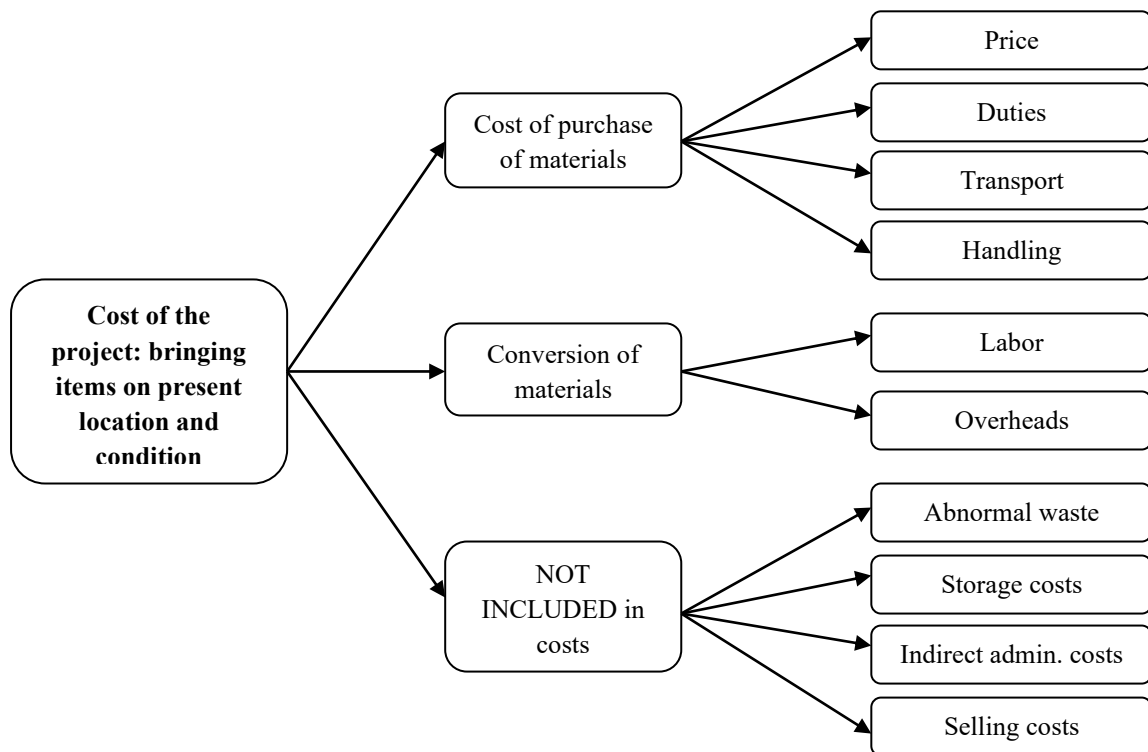 Cost of the
project: bringing
items on present
location and
condition
Cost of purchase
of materials
Price
Duties
Transport
Handling
Conversion of
materials
Labor
Overheads
NOT
INCLUDED in
costs
Abnormal waste
Storage costs
Indirect admin. costs
Selling costs